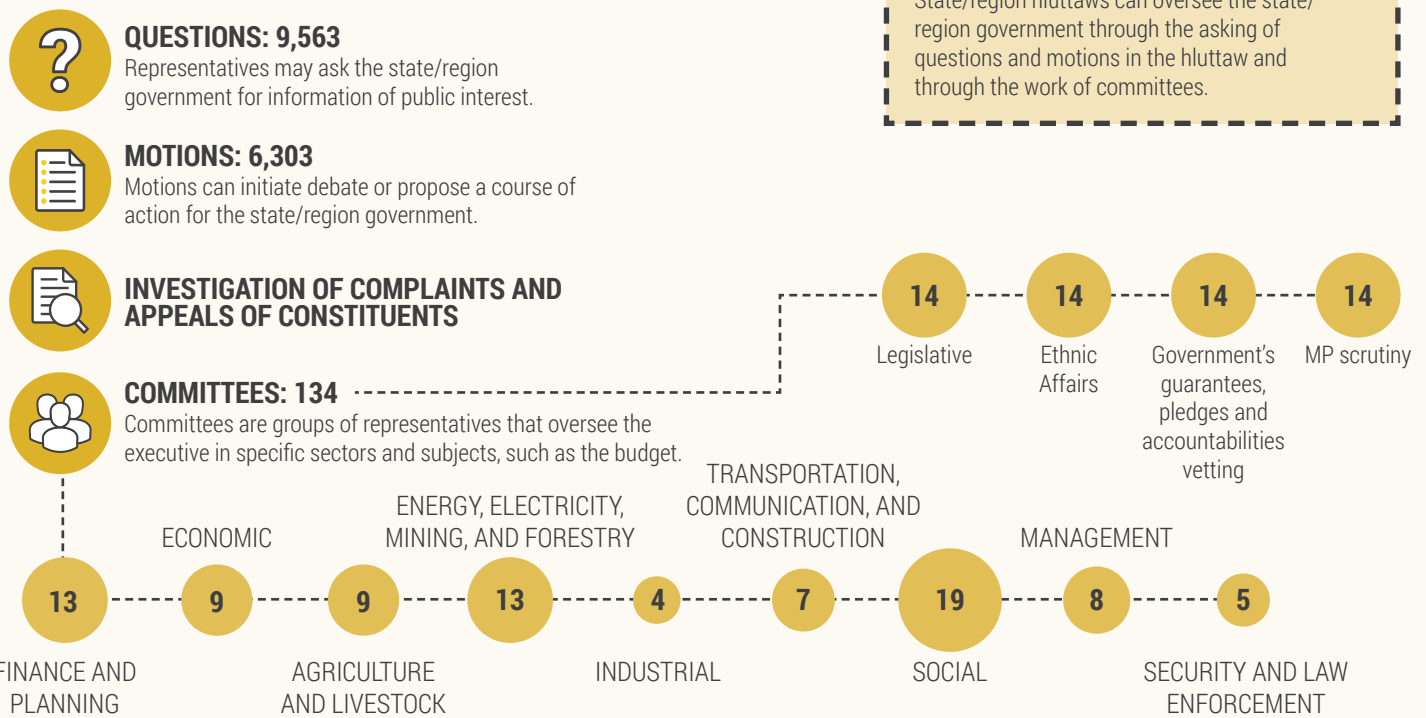 State/region hluttaws can oversee the state/
region government through the asking of
questions and motions in the hluttaw and
through the work of committees.
QUESTIONS: 9,563
Representatives may ask the state/region
government for information of public interest.
MOTIONS: 6,303
Motions can initiate debate or propose a course of
action for the state/region government.
INVESTIGATION OF COMPLAINTS AND
APPEALS OF CONSTITUENTS
COMMITTEES: 134
Committees are groups of representatives that oversee the
executive in specific sectors and subjects, such as the budget.
14
Legislative
14
Ethnic
Affairs
14
Government's
guarantees,
pledges and
accountabilities
vetting
14
MP scrutiny
13
FINANCE AND
PLANNING
ECONOMIC
9
9
AGRICULTURE
AND LIVESTOCK
ENERGY, ELECTRICITY,
MINING, AND FORESTRY
13
4
INDUSTRIAL
TRANSPORTATION,
COMMUNICATION, AND
CONSTRUCTION
7
19
SOCIAL
MANAGEMENT
8
5
SECURITY AND LAW
ENFORCEMENT